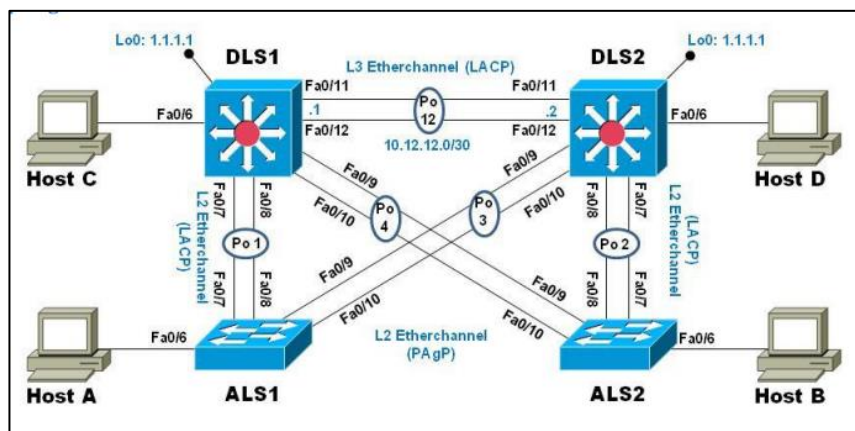 Lo0: 1.1.1.1
Lo0: 1.1.1.1
DLS1
DLS2
L3 Etherchannel (LACP)
Fa0/11
Fa0/11
Fa0/6
.1
Po
12
.2
Fa0/6
Fa0/12
Fa0/12
10.12.12.0/30
Host C
Host D
Fa0/9
Fa0/9
Fa0/10
Fa0/10
Fa0/7
Fa0/8
Fa0/8
Fa0/7
L2 Etherchannel
(LACP)
Po
4
Po
3
L2 Etherchannel
(LACP)
Po 1
Po 2
Fa0/7
Fa0/8
Fa0/9
Fa0/10
Fa0/9
Fa0/10
Fa0/8
Fa0/7
Fa0/6
L2 Etherchannel
(PAgP)
Fa0/6
Host A
ALS1
ALS2
Host B